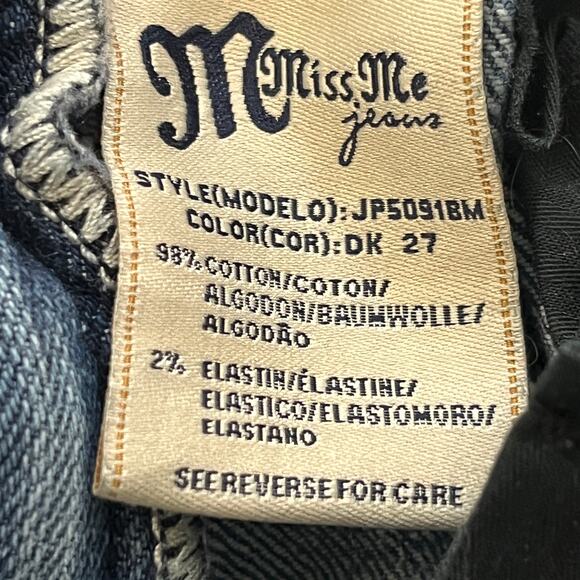 M Miss Me
jeans
STYLE(MODELO): JP5091BM
COLOR(COR): DK 27
98% COTTON/COTON/
ALGODON/BAUMWOLLE/
ALGODÃO
2% ELASTIN/ÉLASTINE/
ELASTICO/ELASTOMORO/
ELASTANO
SEE REVERSE FOR CARE